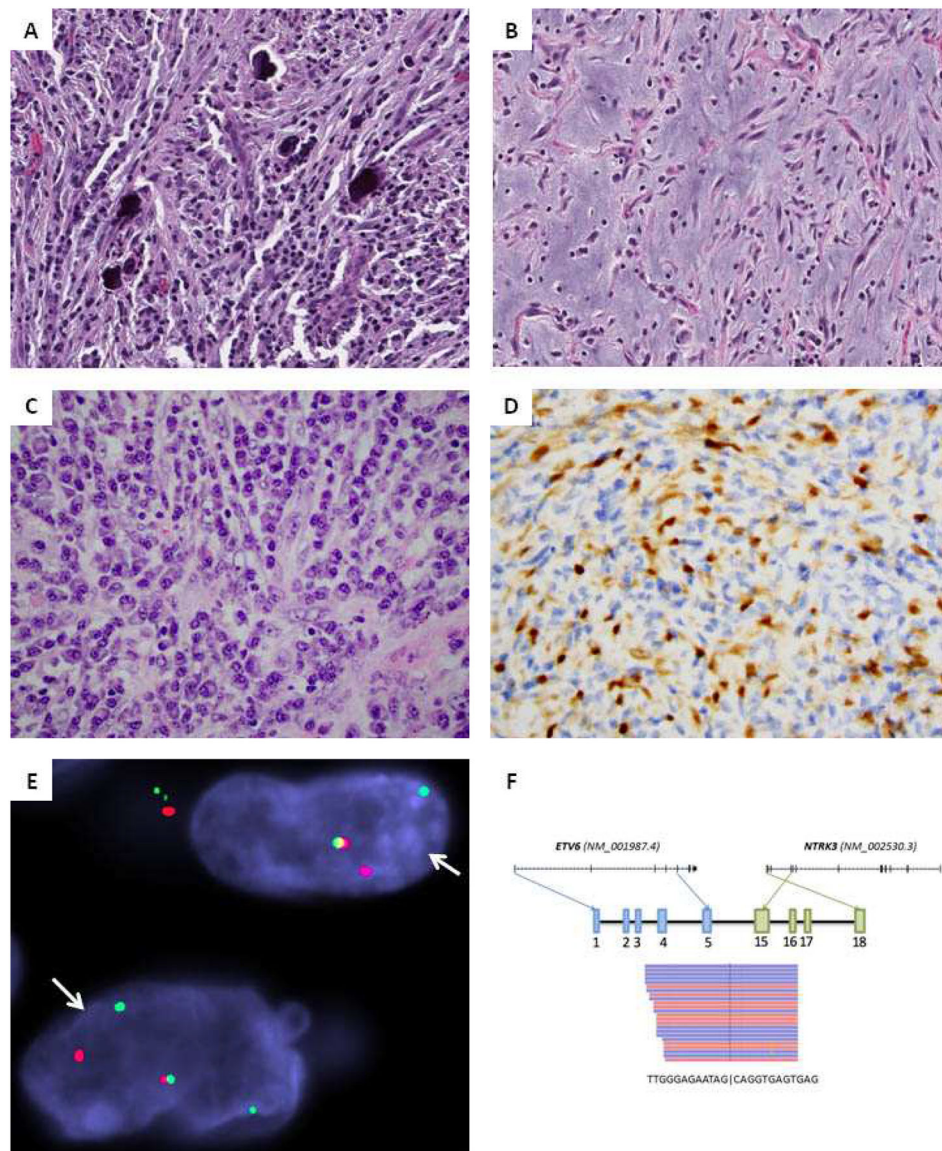 A
B
C
D
E
F
ETV6 (NM_001987.4)
NTRK3 (NM_002530.3)
1 2 3 4 5 15 16 17 18
TTGGGAGAATAG|CAGGTGAGTGAG